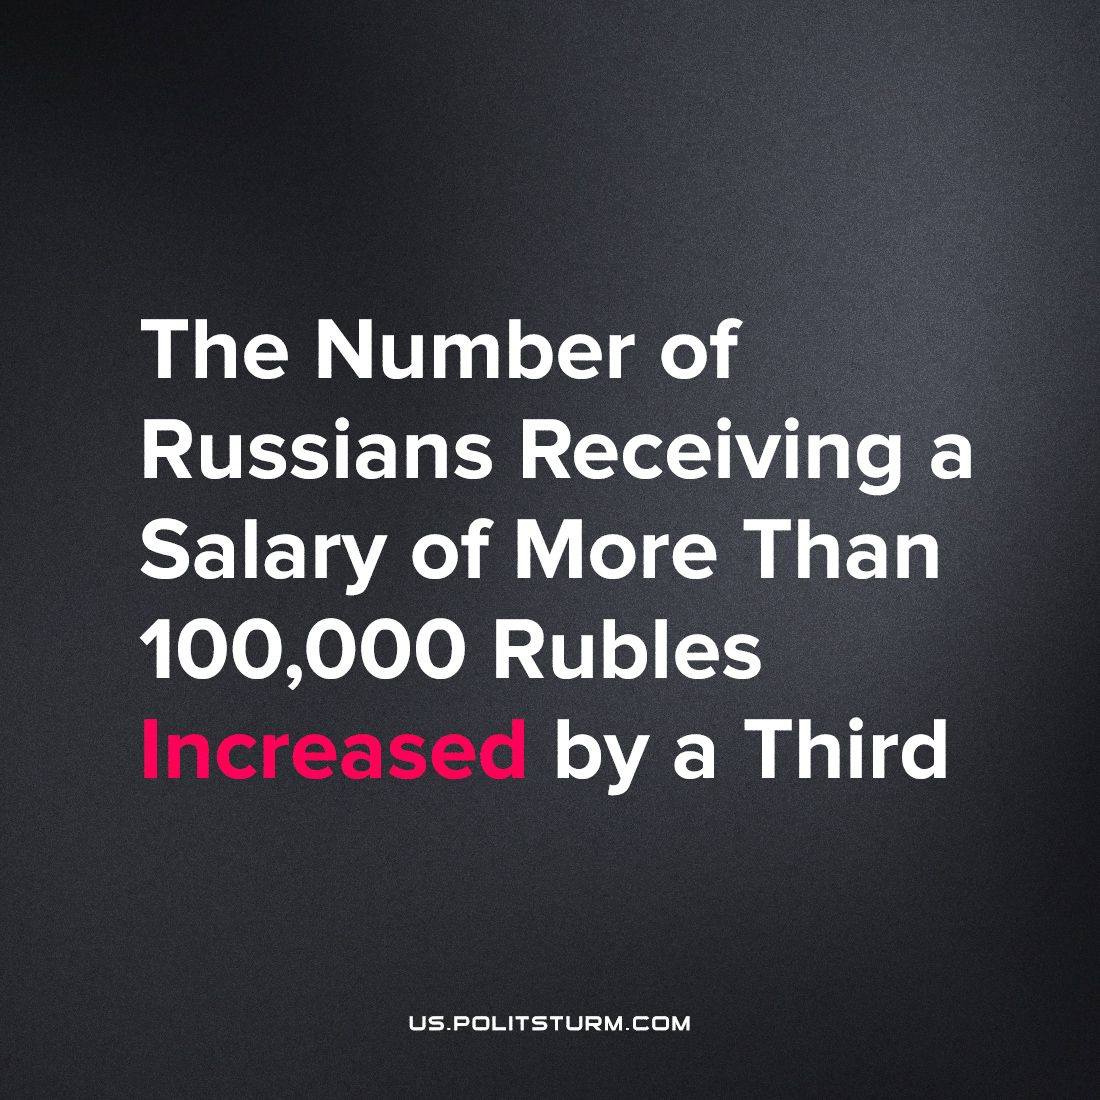 The Number of
Russians Receiving a
Salary of More Than
100,000 Rubles
Increased by a Third
US.POLITSTURM.COM